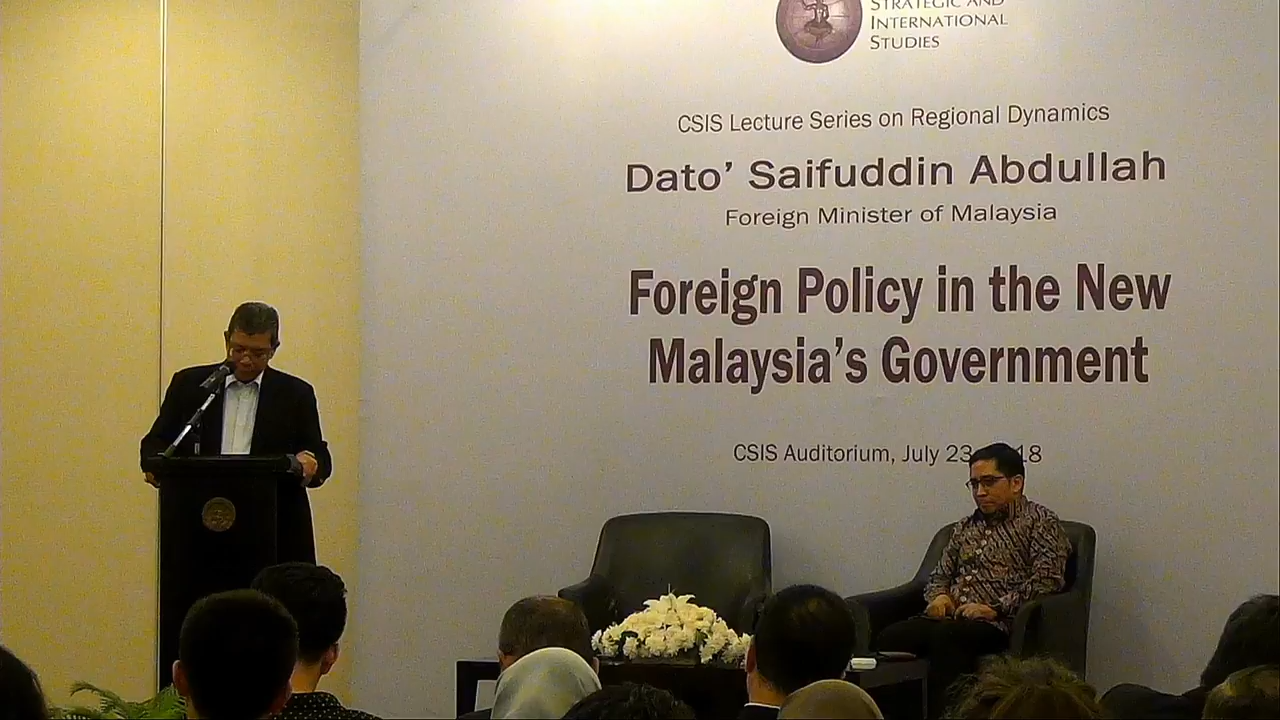 STRATEGIC AND
INTERNATIONAL
STUDIES
CSIS Lecture Series on Regional Dynamics
Dato' Saifuddin Abdullah
Foreign Minister of Malaysia
Foreign Policy in the New
Malaysia's Government
CSIS Auditorium, July 23 18